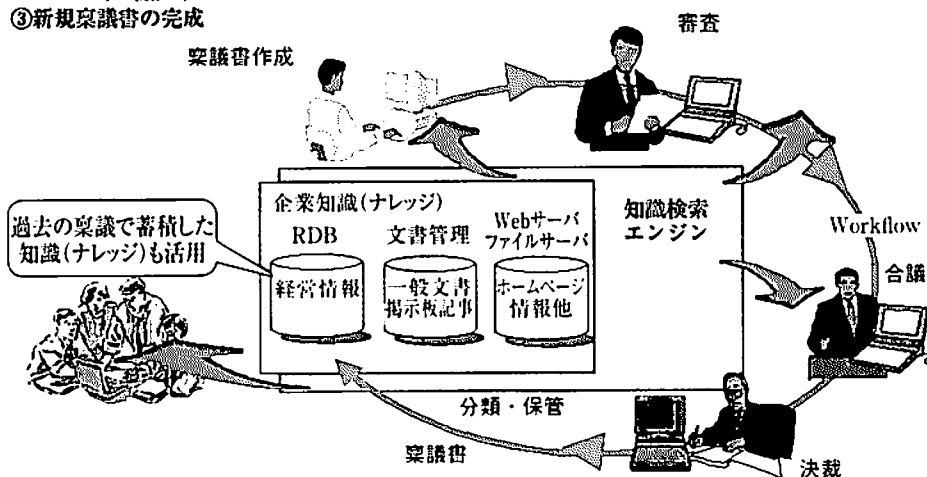 ③新規稟議書の完成
稟議書作成
審査
企業知識(ナレッジ)
RDB
文書管理
Webサーバ
ファイルサーバ
知識検索
エンジン
過去の稟議で蓄積した
知識(ナレッジ)も活用
Workflow
合議
経営情報
一般文書
掲示板記事
ホームページ
情報他
分類・保管
稟議書
決裁